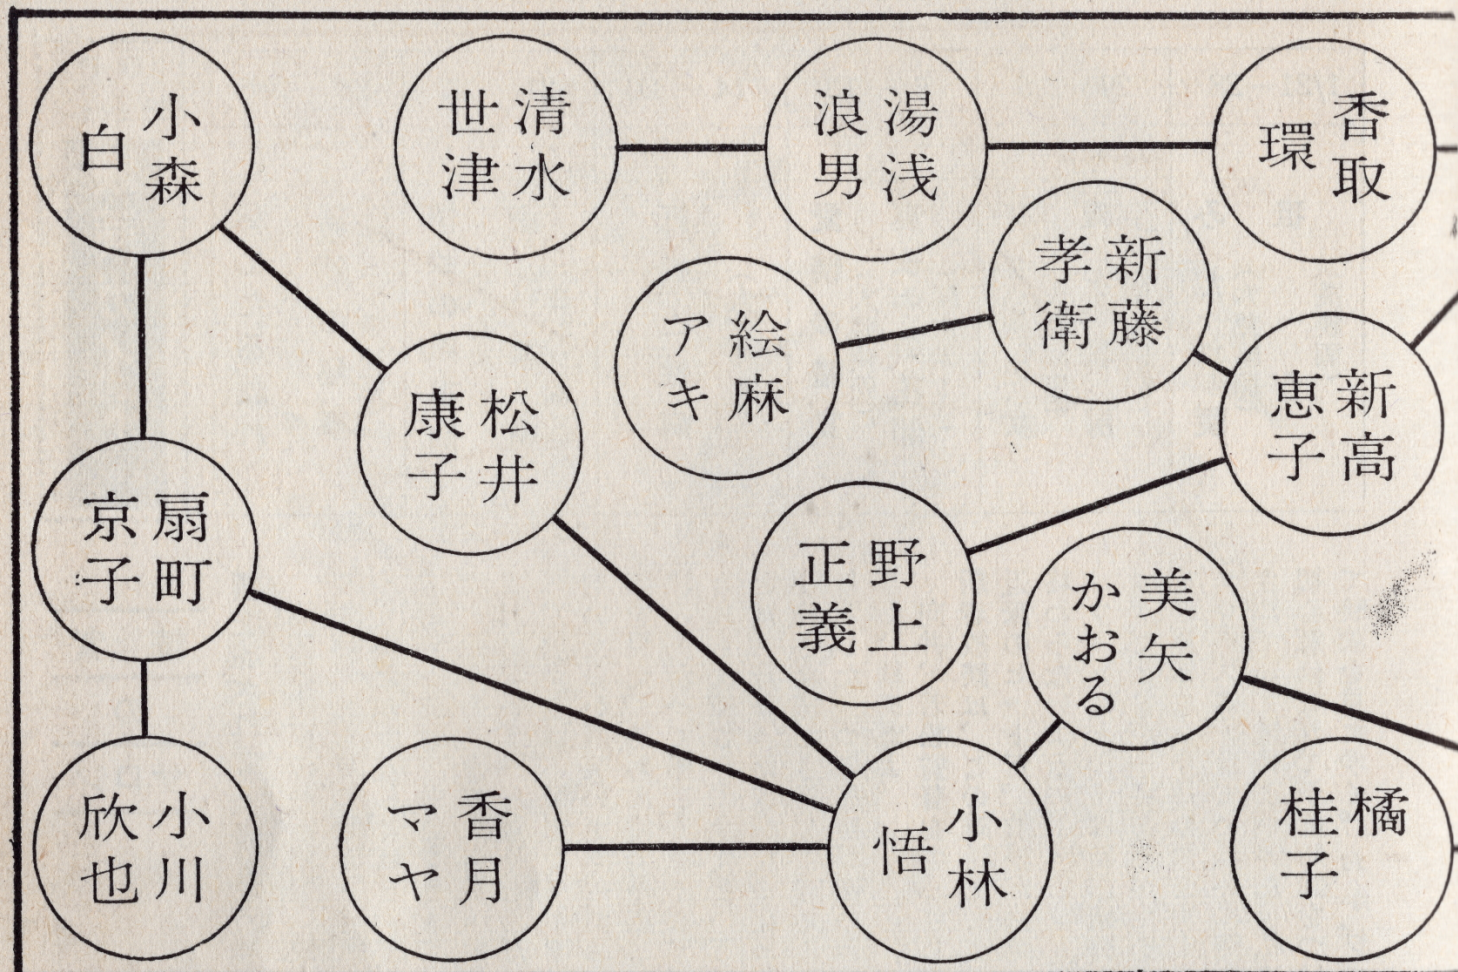 香取
環
湯浅
浪男
清水
世津
小森
白
新藤
孝衛
絵麻
アキ
新高
恵子
松井
康子
野上
正義
扇町
京子
美矢
かおる
橘
桂子
小林
悟
香月
マヤ
小川
欣也